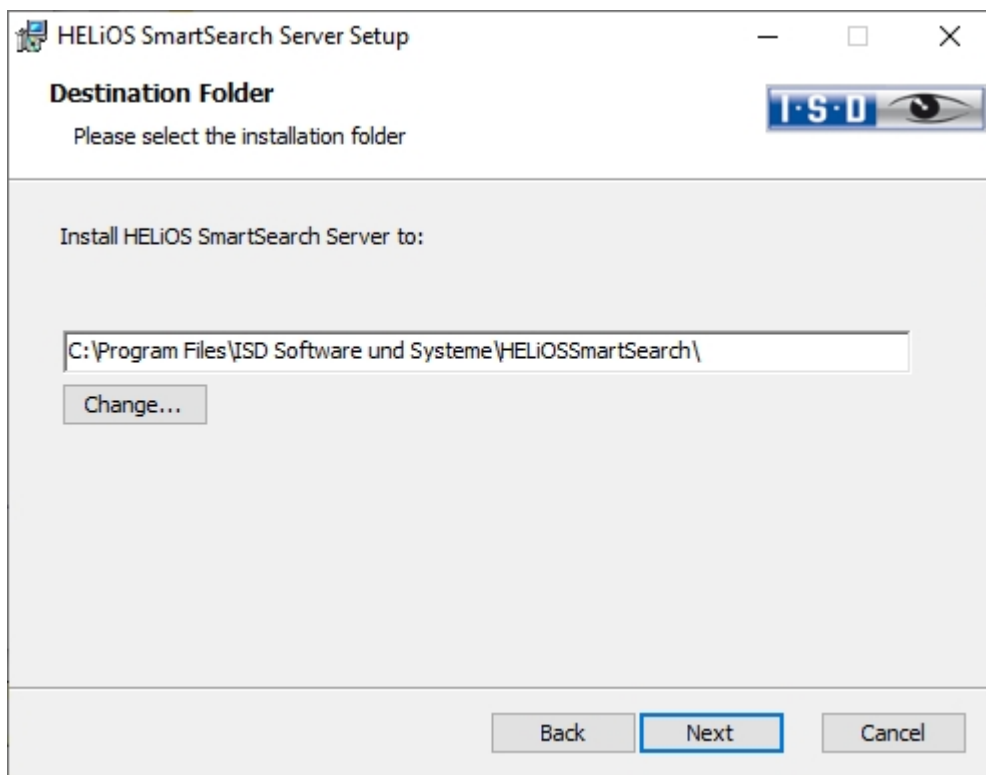 HELiOS SmartSearch Server Setup
Destination Folder
I·S·D
Please select the installation folder
Install HELiOS SmartSearch Server to:
C:\Program Files\ISD Software und Systeme\HELiOSSmartSearch\
Change...
Back Next Cancel